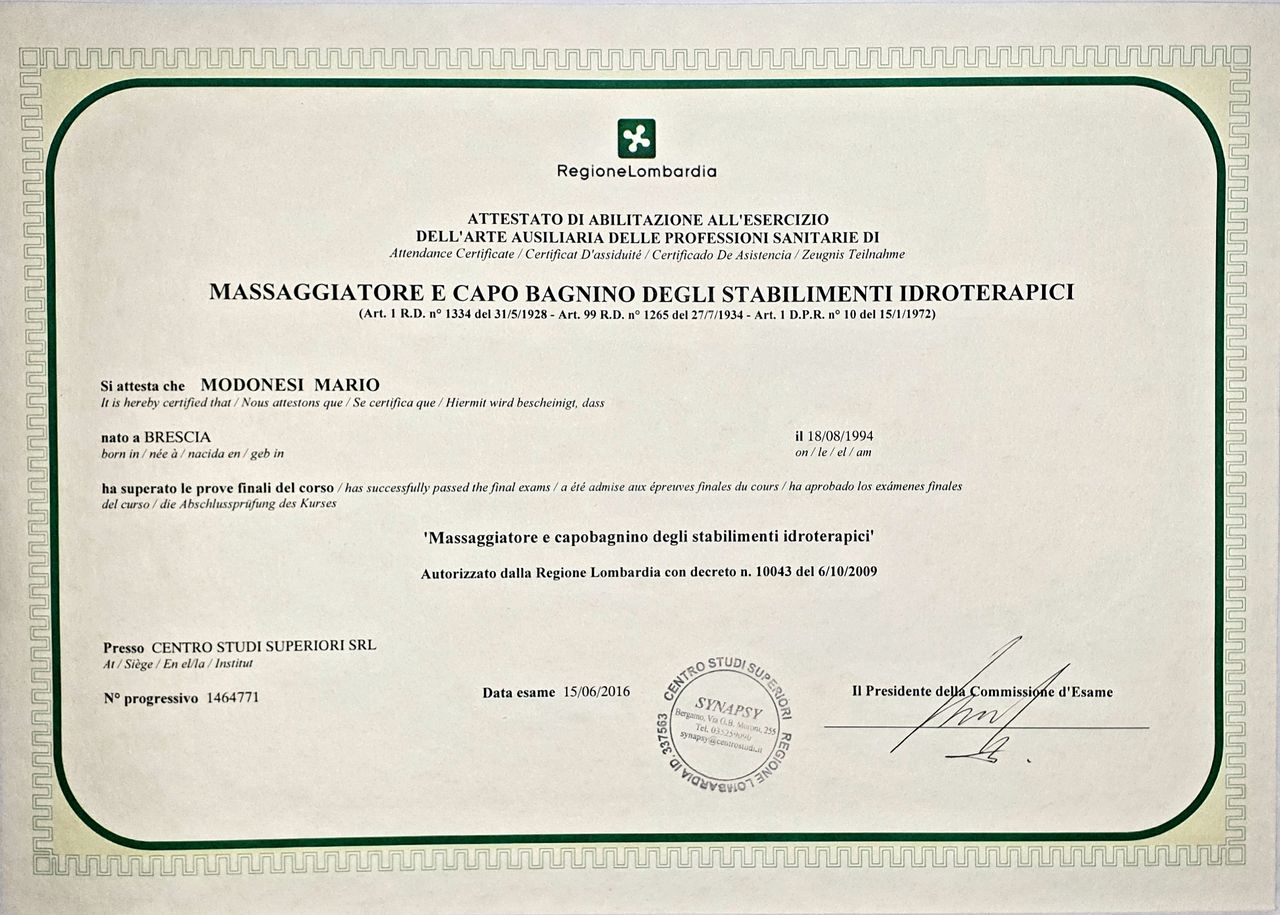 RegioneLombardia
ATTESTATO DI ABILITAZIONE ALL'ESERCIZIO
DELL'ARTE AUSILIARIA DELLE PROFESSIONI SANITARIE DI
Attendance Certificate / Certificat D'assiduité / Certificado De Asistencia / Zeugnis Teilnahme
MASSAGGIATORE E CAPO BAGNINO DEGLI STABILIMENTI IDROTERAPICI
(Art. 1 R.D. n° 1334 del 31/5/1928 - Art. 99 R.D. n° 1265 del 27/7/1934 - Art. 1 D.P.R. n° 10 del 15/1/1972)
Si attesta che MODONESI MARIO
It is hereby certified that / Nous attestons que / Se certifica que / Hiermit wird bescheinigt, dass
nato a BRESCIA il 18/08/1994
born in / née à / nacida en / geb in on / le / el / am
ha superato le prove finali del corso / has successfully passed the final exams / a été admise aux épreuves finales du cours / ha aprobado los exámenes finales
del curso / die Abschlussprüfung des Kurses
'Massaggiatore e capobagnino degli stabilimenti idroterapici'
Autorizzato dalla Regione Lombardia con decreto n. 10043 del 6/10/2009
Presso CENTRO STUDI SUPERIORI SRL
At / Siège / En el/la / Institut
N° progressivo 1464771
Data esame 15/06/2016
CENTRO STUDI SUPERIORI REGIONE LOMBARDIA ID. 337563
SYNAPSY
Bergamo, Via G.B. Moroni, 255
Tel.
synapsy@centrostudi.it
Il Presidente della Commissione d'Esame